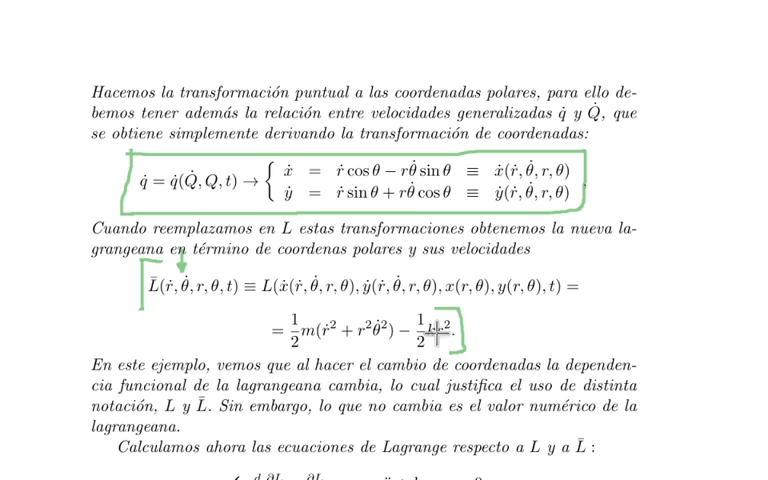 Hacemos la transformación puntual a las coordenadas polares, para ello de-
bemos tener además la relación entre velocidades generalizadas q̇ y Q̇, que
se obtiene simplemente derivando la transformación de coordenadas:
q̇ = q̇(Q̇, Q, t) → { ẋ = ṙ cos θ − rθ̇ sin θ ≡ ẋ(ṙ, θ̇, r, θ)
ẏ = ṙ sin θ + rθ̇ cos θ ≡ ẏ(ṙ, θ̇, r, θ)
Cuando reemplazamos en L estas transformaciones obtenemos la nueva la-
grangeana en término de coordenas polares y sus velocidades
L̄(ṙ, θ̇, r, θ, t) ≡ L(ẋ(ṙ, θ̇, r, θ), ẏ(ṙ, θ̇, r, θ), x(r, θ), y(r, θ), t) =
= 1/2 m(ṙ² + r²θ̇²) − 1/2
En este ejemplo, vemos que al hacer el cambio de coordenadas la dependen-
cia funcional de la lagrangeana cambia, lo cual justifica el uso de distinta
notación, L y L̄. Sin embargo, lo que no cambia es el valor numérico de la
lagrangeana.
Calculamos ahora las ecuaciones de Lagrange respecto a L y a L̄ :